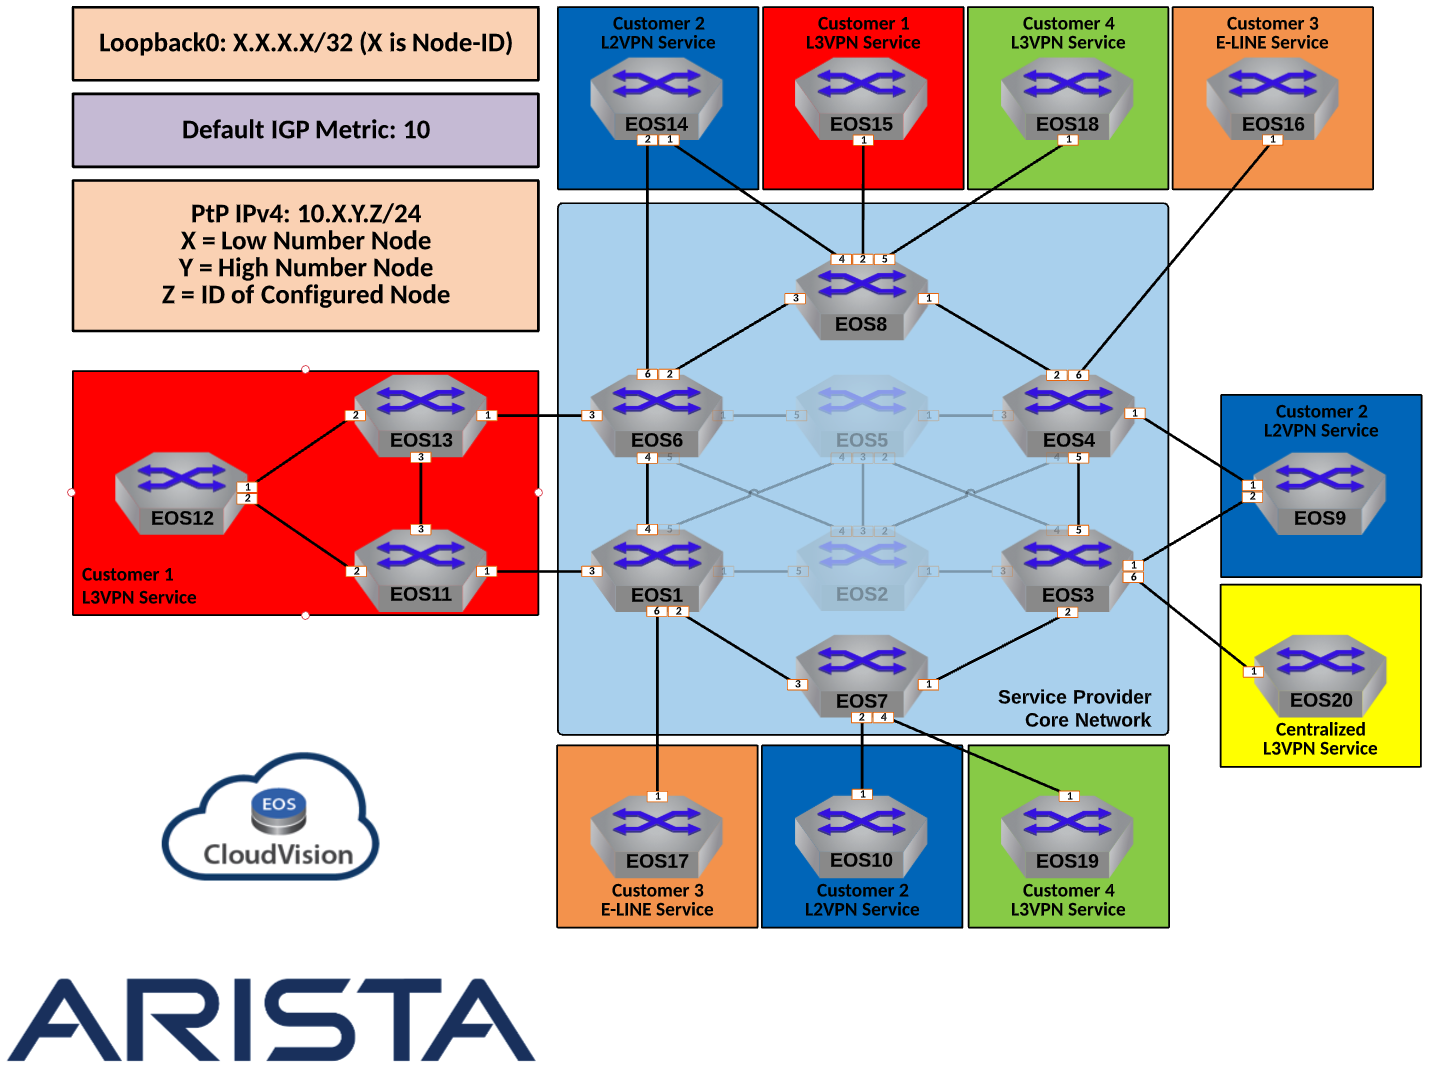 Loopback0: X.X.X.X/32 (X is Node-ID)
Default IGP Metric: 10
PtP IPv4: 10.X.Y.Z/24
X = Low Number Node
Y = High Number Node
Z = ID of Configured Node
Customer 2
L2VPN Service
EOS14
2 1
Customer 1
L3VPN Service
EOS15
1
Customer 4
L3VPN Service
EOS18
1
Customer 3
E-LINE Service
EOS16
1
4 2 5
3 1
EOS8
6 2
2 6
EOS13
2 1
3
EOS12
1
2
3
2 1
EOS11
Customer 1
L3VPN Service
3 1
EOS6
4 5
5 1
EOS5
4 3 2
3 1
EOS4
4 5
4 5
3 1
EOS1
6 2
4 3 2
5 1
EOS2
4 5
3 1
6
EOS3
2
3 1
EOS7
2 4
Service Provider
Core Network
Customer 2
L2VPN Service
1
2
EOS9
1
EOS20
Centralized
L3VPN Service
1
EOS17
Customer 3
E-LINE Service
1
EOS10
Customer 2
L2VPN Service
1
EOS19
Customer 4
L3VPN Service
EOS
CloudVision
ARISTA